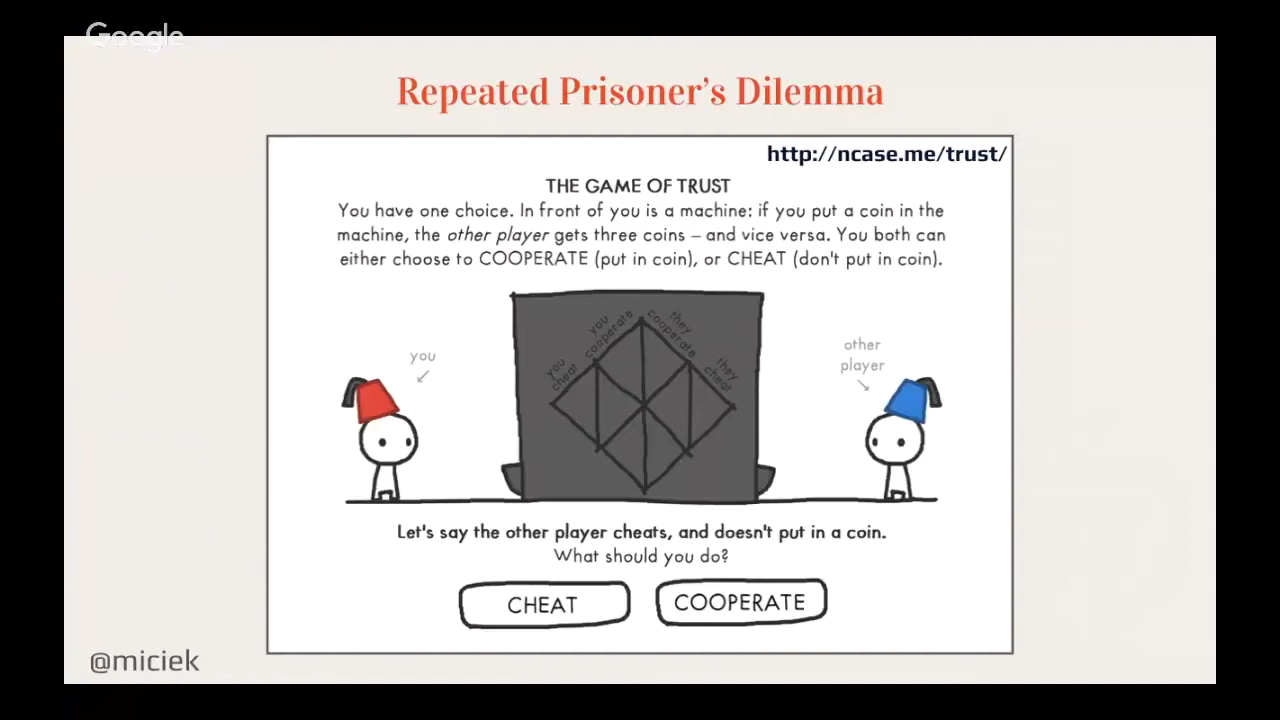 Google
Repeated Prisoner's Dilemma
http://ncase.me/trust/
THE GAME OF TRUST
You have one choice. In front of you is a machine: if you put a coin in the
machine, the other player gets three coins – and vice versa. You both can
either choose to COOPERATE (put in coin), or CHEAT (don't put in coin).
you
cheat
you
cooperate
they
cooperate
they
cheat
you
other
player
Let's say the other player cheats, and doesn't put in a coin.
What should you do?
CHEAT
COOPERATE
@miciek